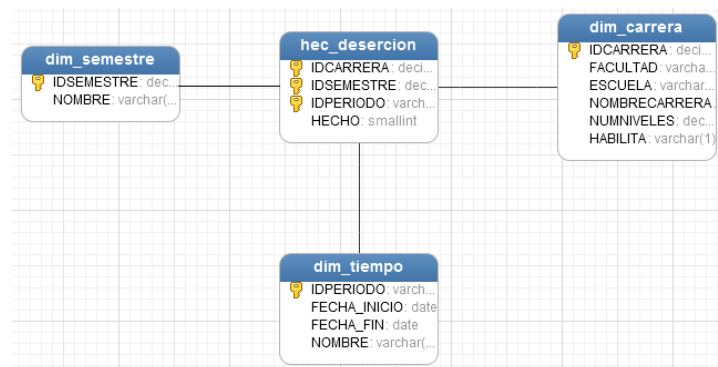 dim_semestre
IDSEMESTRE: dec...
NOMBRE: varchar(...
hec_desercion
IDCARRERA: deci...
IDSEMESTRE: dec...
IDPERIODO: varch...
HECHO: smallint
dim_carrera
IDCARRERA: deci...
FACULTAD: varcha...
ESCUELA: varchar...
NOMBRECARRERA...
NUMNIVELES: dec...
HABILITA: varchar(1)
dim_tiempo
IDPERIODO: varch...
FECHA_INICIO: date
FECHA_FIN: date
NOMBRE: varchar(...